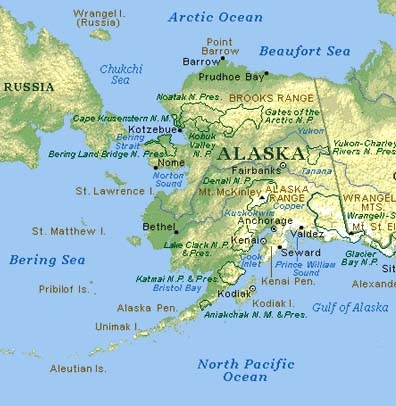 Wrangel I.
(Russia)
Arctic Ocean
Point
Barrow
Barrow
Beaufort Sea
Chukchi
Sea
Prudhoe Bay
RUSSIA
Noatak N. Pres.
BROOKS RANGE
Cape Krusenstern N.M.
Gates of the
Arctic N.P.
Kotzebue
Kobuk
Valley
N.P.
Yukon
Bering
Strait
Yukon-Charley
Rivers N. Pres.
Bering Land Bridge N. Pres.
ALASKA
Nome
Fairbanks
Tanana
Norton
Sound
Denali N.P.
St. Lawrence I.
Mt. McKinley
ALASKA
RANGE
WRANGEL
MTS.
Copper
Kuskokwim
Wrangell-S
St. Matthew I.
Bethel
Anchorage
Mt. St. El
Kenai
Valdez
Lake Clark N.P.
& Pres.
Seward
Glacier
Bay N.P.
Bering Sea
Cook
Inlet
Prince William
Sound
Sit
Katmai N.P. & Pres.
Bristol Bay
Kenai Pen.
Alexande
Pribilof Is.
Kodiak
Kodiak I.
Gulf of Alaska
Alaska Pen.
Aniakchak N. M. & Pres.
Unimak I.
Aleutian Is.
North Pacific
Ocean